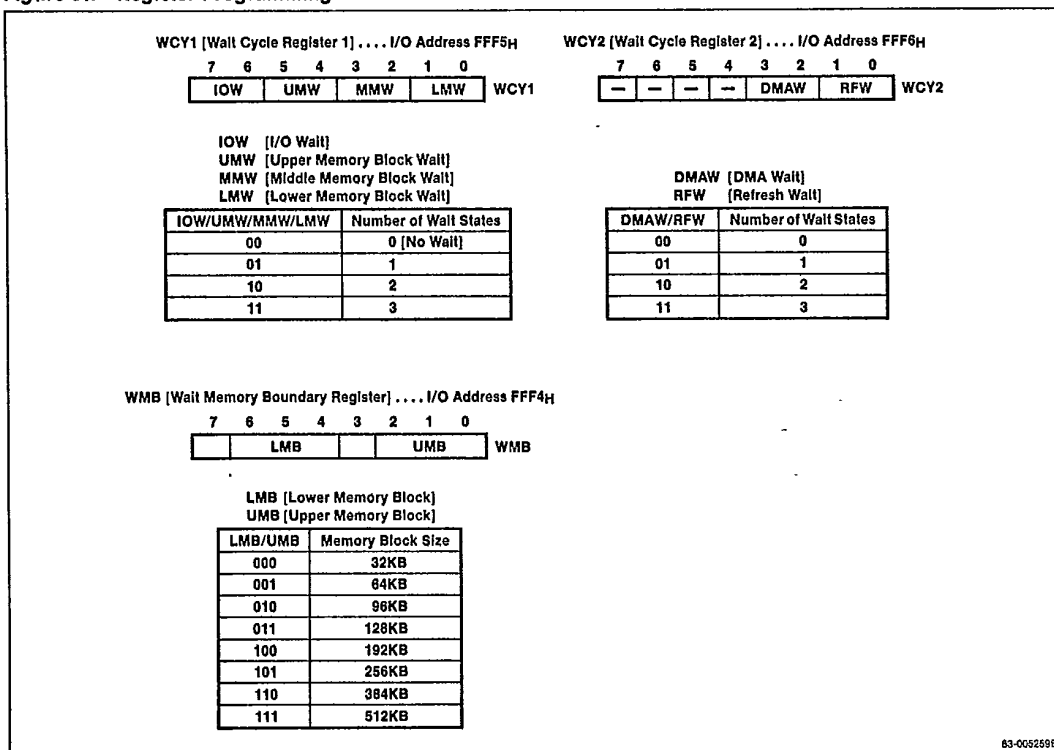 WCY1 [Wait Cycle Register 1] .... I/O Address FFF5H
7 6 5 4 3 2 1 0
IOW UMW MMW LMW WCY1
IOW [I/O Wait]
UMW [Upper Memory Block Wait]
MMW [Middle Memory Block Wait]
LMW [Lower Memory Block Wait]
IOW/UMW/MMW/LMW Number of Wait States
00 0 [No Wait]
01 1
10 2
11 3
WCY2 [Wait Cycle Register 2] .... I/O Address FFF6H
7 6 5 4 3 2 1 0
— — — — DMAW RFW WCY2
DMAW [DMA Wait]
RFW [Refresh Wait]
DMAW/RFW Number of Wait States
00 0
01 1
10 2
11 3
WMB [Wait Memory Boundary Register] .... I/O Address FFF4H
7 6 5 4 3 2 1 0
LMB UMB WMB
LMB [Lower Memory Block]
UMB [Upper Memory Block]
LMB/UMB Memory Block Size
000 32KB
001 64KB
010 96KB
011 128KB
100 192KB
101 256KB
110 384KB
111 512KB